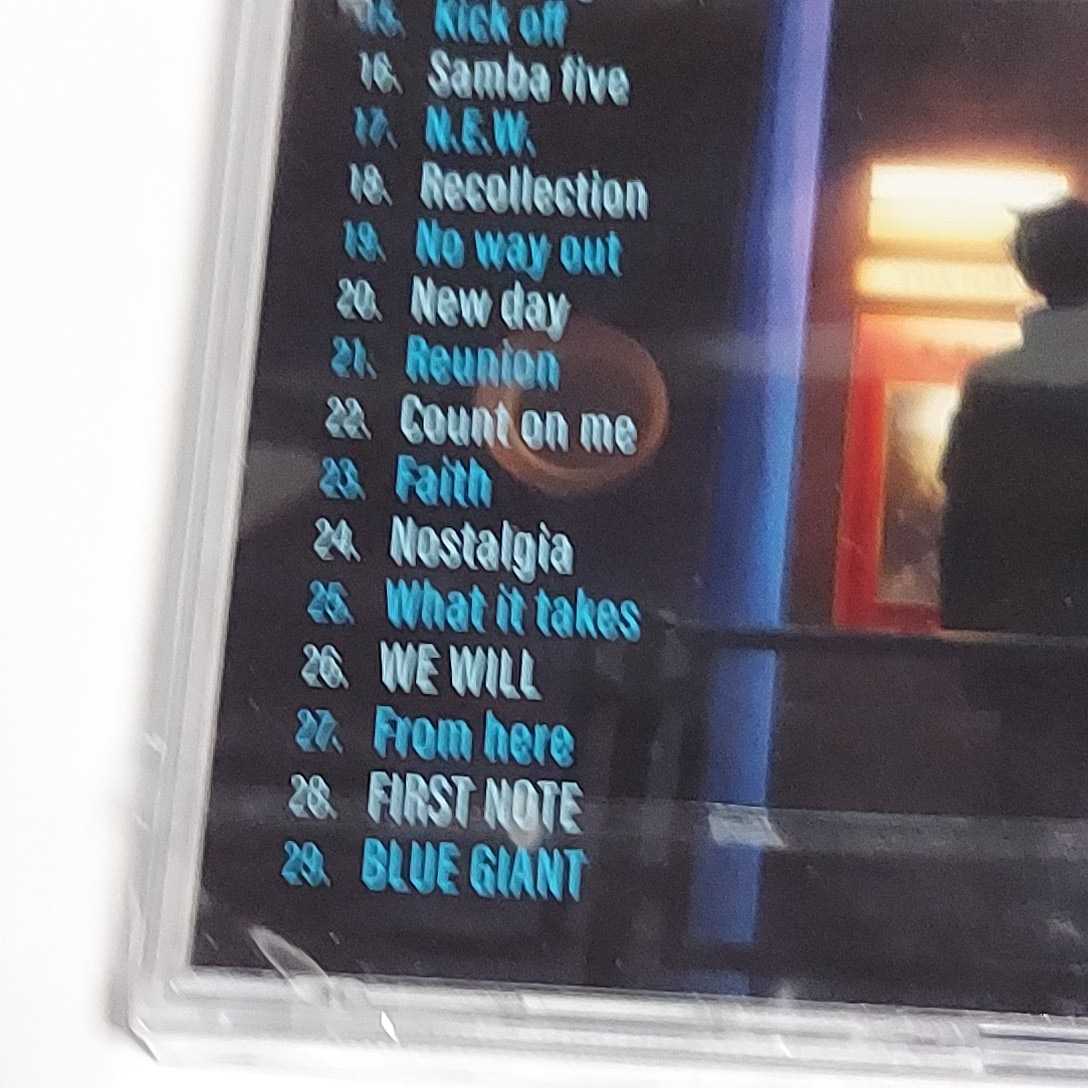 15. Kick off
16. Samba five
17. N.E.W.
18. Recollection
19. No way out
20. New day
21. Reunion
22. Count on me
23. Faith
24. Nostalgia
25. What it takes
26. WE WILL
27. From here
28. FIRST NOTE
29. BLUE GIANT